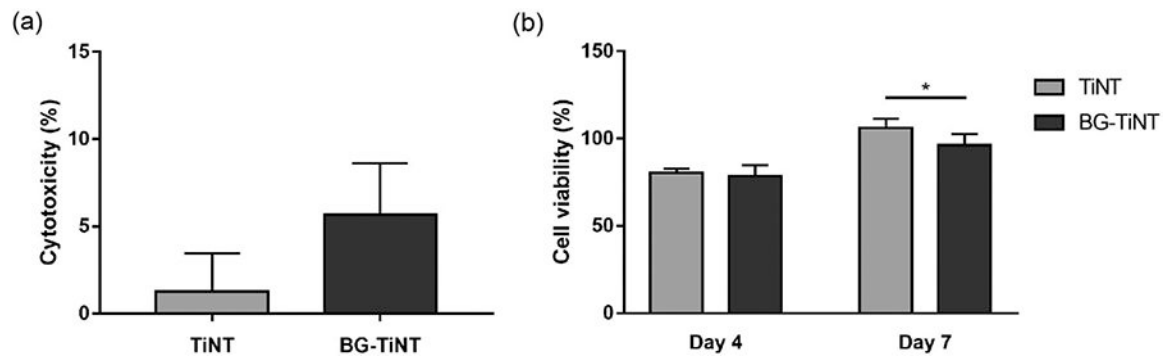 (a)
Cytotoxicity (%)
15
10
5
0
TiNT
BG-TiNT
(b)
Cell viability (%)
150
100
50
0
Day 4
Day 7
*
TiNT
BG-TiNT